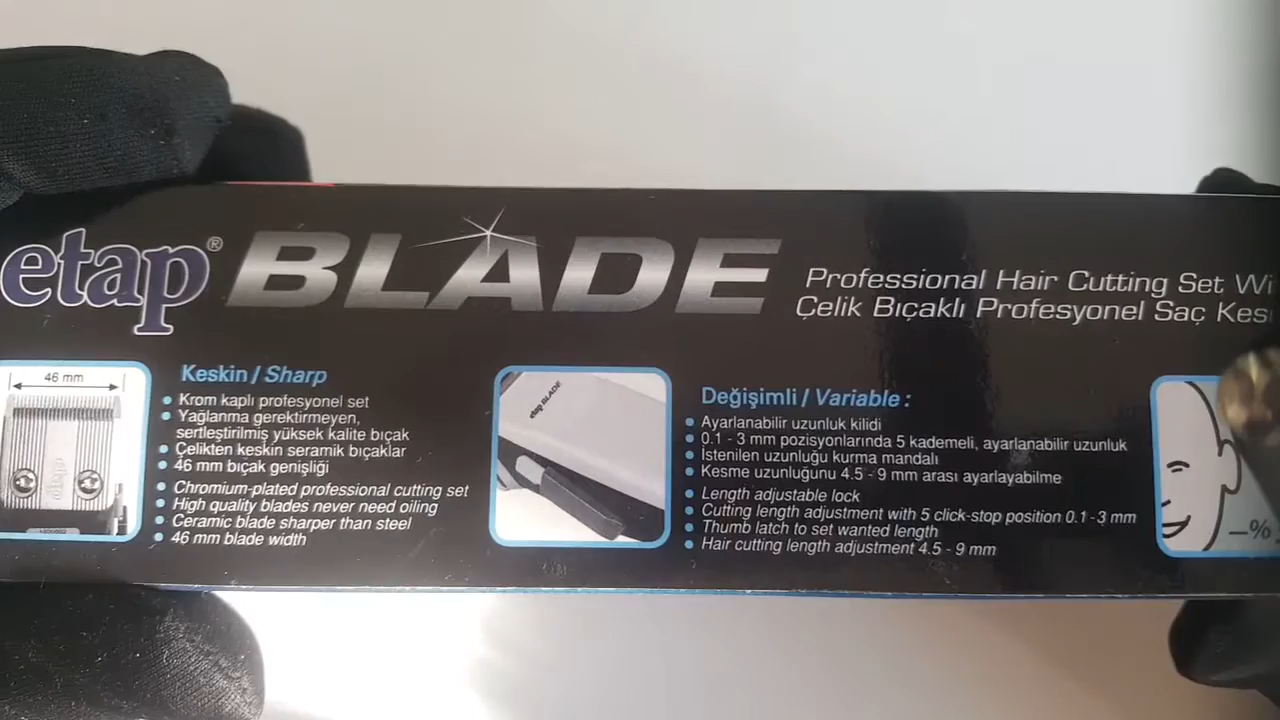 etap® BLADE
Professional Hair Cutting Set Wi
Çelik Bıçaklı Profesyonel Saç Kes
46 mm
Keskin / Sharp
Krom kaplı profesyonel set
Yağlanma gerektirmeyen,
sertleştirilmiş yüksek kalite bıçak
Çelikten keskin seramik bıçaklar
46 mm bıçak genişliği
Chromium-plated professional cutting set
High quality blades never need oiling
Ceramic blade sharper than steel
46 mm blade width
etap BLADE
Değişimli / Variable :
Ayarlanabilir uzunluk kilidi
0.1 - 3 mm pozisyonlarında 5 kademeli, ayarlanabilir uzunluk
İstenilen uzunluğu kurma mandalı
Kesme uzunluğunu 4.5 - 9 mm arası ayarlayabilme
Length adjustable lock
Cutting length adjustment with 5 click-stop position 0.1 - 3 mm
Thumb latch to set wanted length
Hair cutting length adjustment 4.5 - 9 mm
%